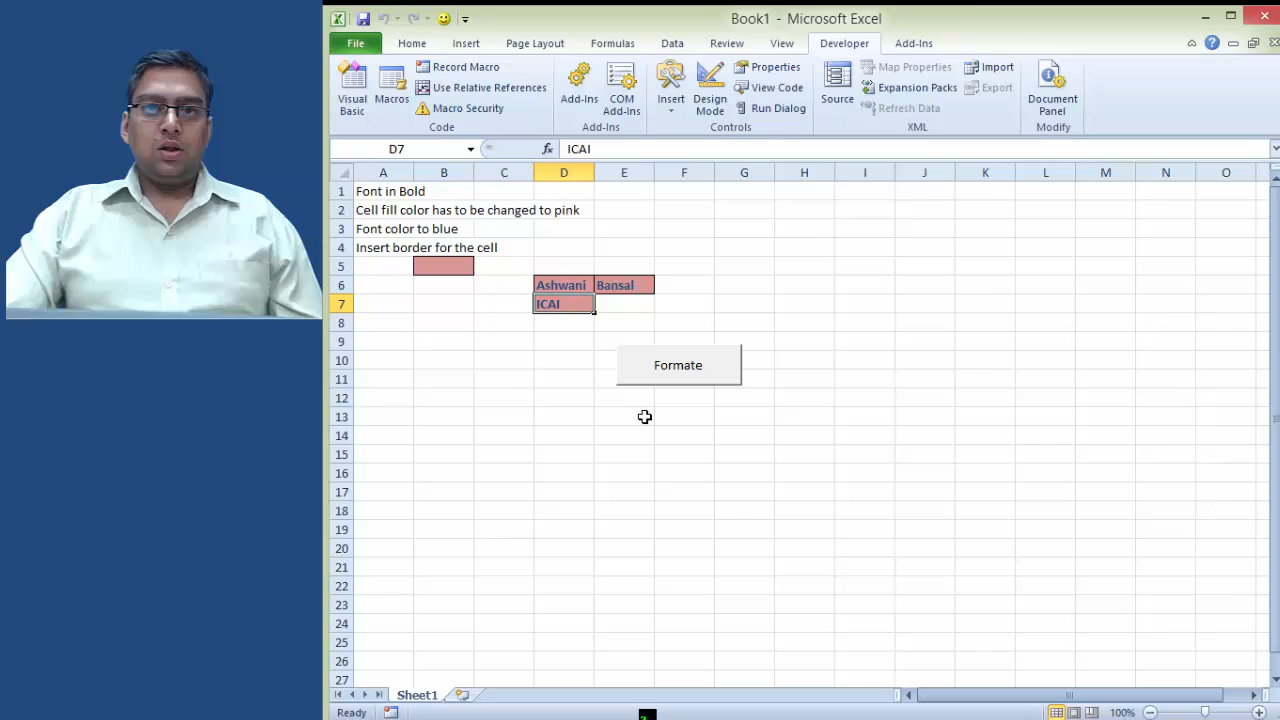 Book1 - Microsoft Excel
File Home Insert Page Layout Formulas Data Review View Developer Add-Ins
Visual Basic
Macros
Record Macro
Use Relative References
Macro Security
Code
Add-Ins
COM Add-Ins
Add-Ins
Insert
Design Mode
Properties
View Code
Run Dialog
Controls
Source
Map Properties
Expansion Packs
Refresh Data
Import
Export
XML
Document Panel
Modify
D7 fx ICAI
A B C D E F G H I J K L M N O
1 Font in Bold
2 Cell fill color has to be changed to pink
3 Font color to blue
4 Insert border for the cell
5
6 Ashwani Bansal
7 ICAI
8
9
10 Formate
11
12
13
14
15
16
17
18
19
20
21
22
23
24
25
26
27
Sheet1
Ready 100%